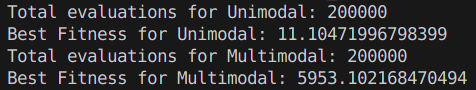 Total evaluations for Unimodal: 200000
Best Fitness for Unimodal: 11.10471996798399
Total evaluations for Multimodal: 200000
Best Fitness for Multimodal: 5953.102168470494